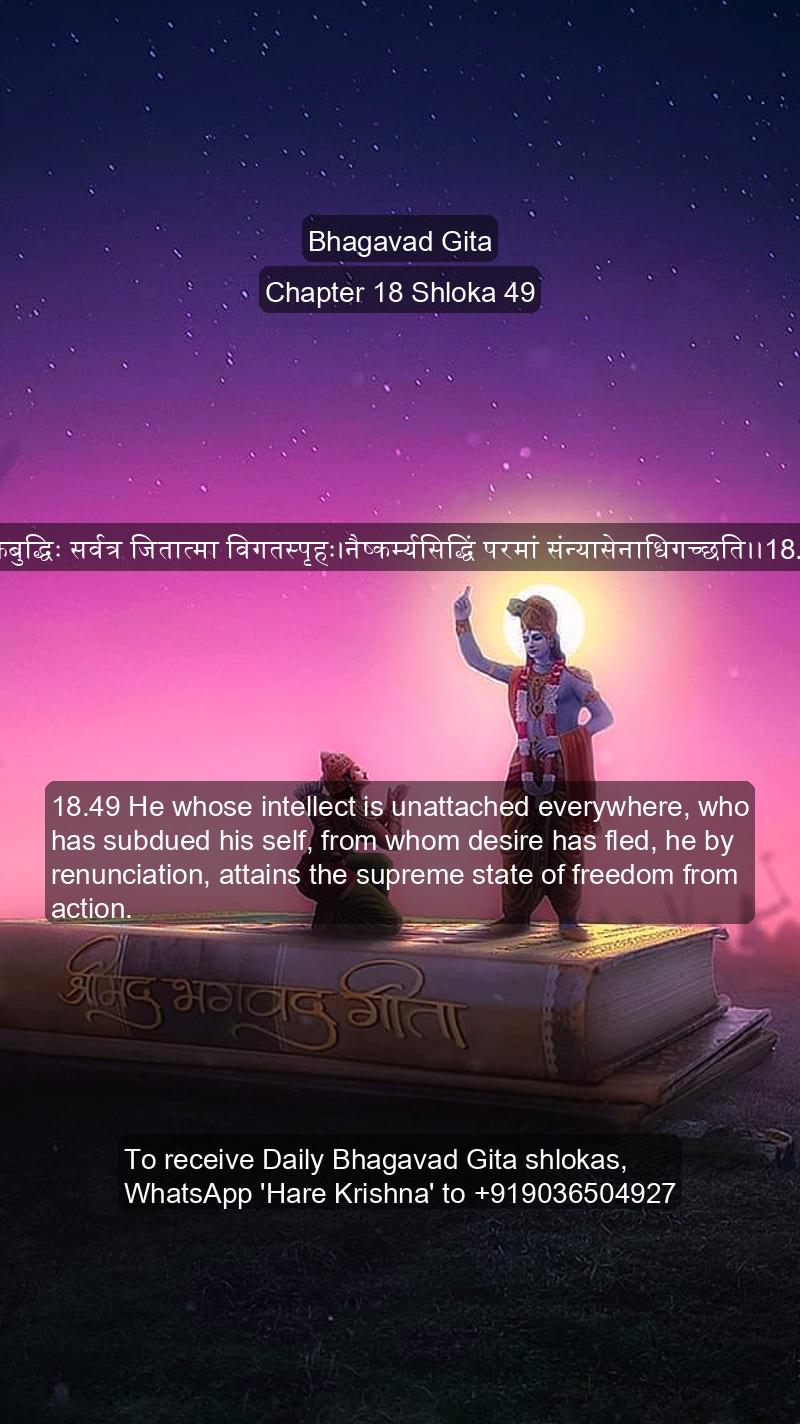 Bhagavad Gita
Chapter 18 Shloka 49
सर्वत्र जितात्मा विगतस्पृहः।नैष्कर्म्यसिद्धिं परमां संन्यासेनाधिगच्छति।।18.
18.49 He whose intellect is unattached everywhere, who
has subdued his self, from whom desire has fled, he by
renunciation, attains the supreme state of freedom from
action.
श्रीमद् भगवद् गीता
To receive Daily Bhagavad Gita shlokas,
WhatsApp 'Hare Krishna' to +919036504927